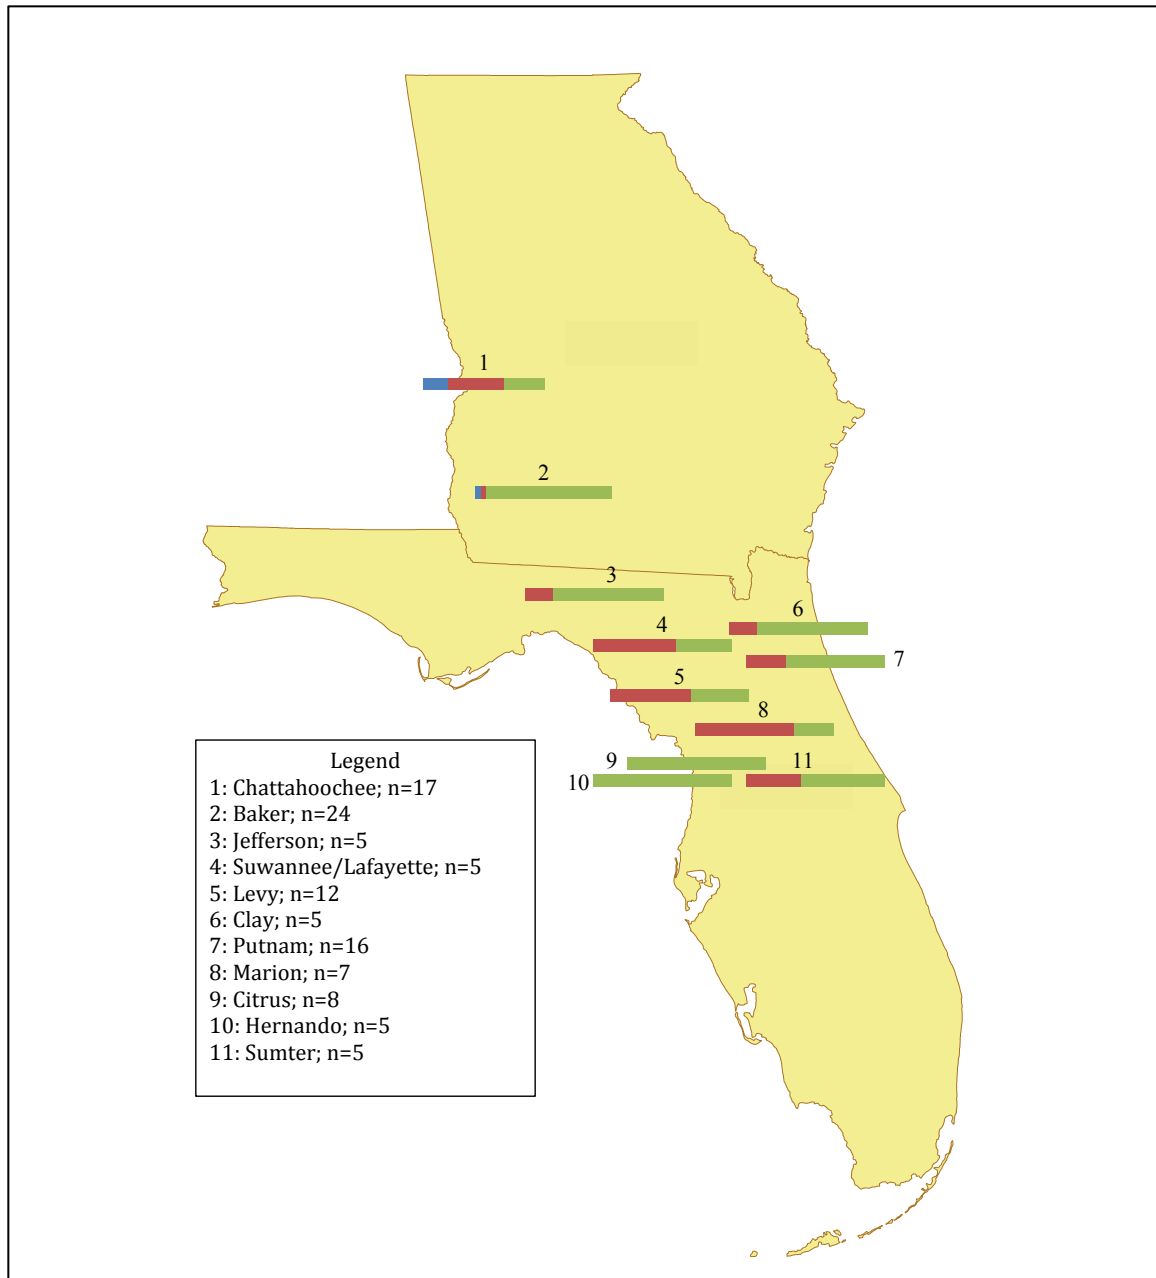 1
2
3
4
6
7
5
8
9
11
10
Legend
1: Chattahoochee; n=17
2: Baker; n=24
3: Jefferson; n=5
4: Suwannee/Lafayette; n=5
5: Levy; n=12
6: Clay; n=5
7: Putnam; n=16
8: Marion; n=7
9: Citrus; n=8
10: Hernando; n=5
11: Sumter; n=5